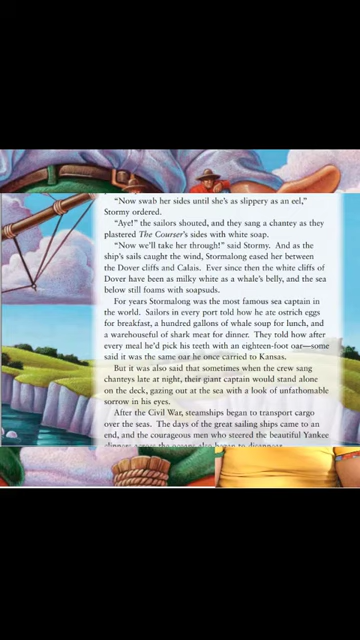 "Now swab her sides until she's as slippery as an eel,"
Stormy ordered.
"Aye!" the sailors shouted, and they sang a chantey as they
plastered The Courser's sides with white soap.
"Now we'll take her through!" said Stormy. And as the
ship's sails caught the wind, Stormalong eased her between
the Dover cliffs and Calais. Ever since then the white cliffs of
Dover have been as milky white as a whale's belly, and the sea
below still foams with soapsuds.
For years Stormalong was the most famous sea captain in
the world. Sailors in every port told how he ate ostrich eggs
for breakfast, a hundred gallons of whale soup for lunch, and
a warehouseful of shark meat for dinner. They told how after
every meal he'd pick his teeth with an eighteen-foot oar—some
said it was the same oar he once carried to Kansas.
But it was also said that sometimes when the crew sang
chanteys late at night, their giant captain would stand alone
on the deck, gazing out at the sea with a look of unfathomable
sorrow in his eyes.
After the Civil War, steamships began to transport cargo
over the seas. The days of the great sailing ships came to an
end, and the courageous men who steered the beautiful Yankee
clippers across the oceans also began to disappear.